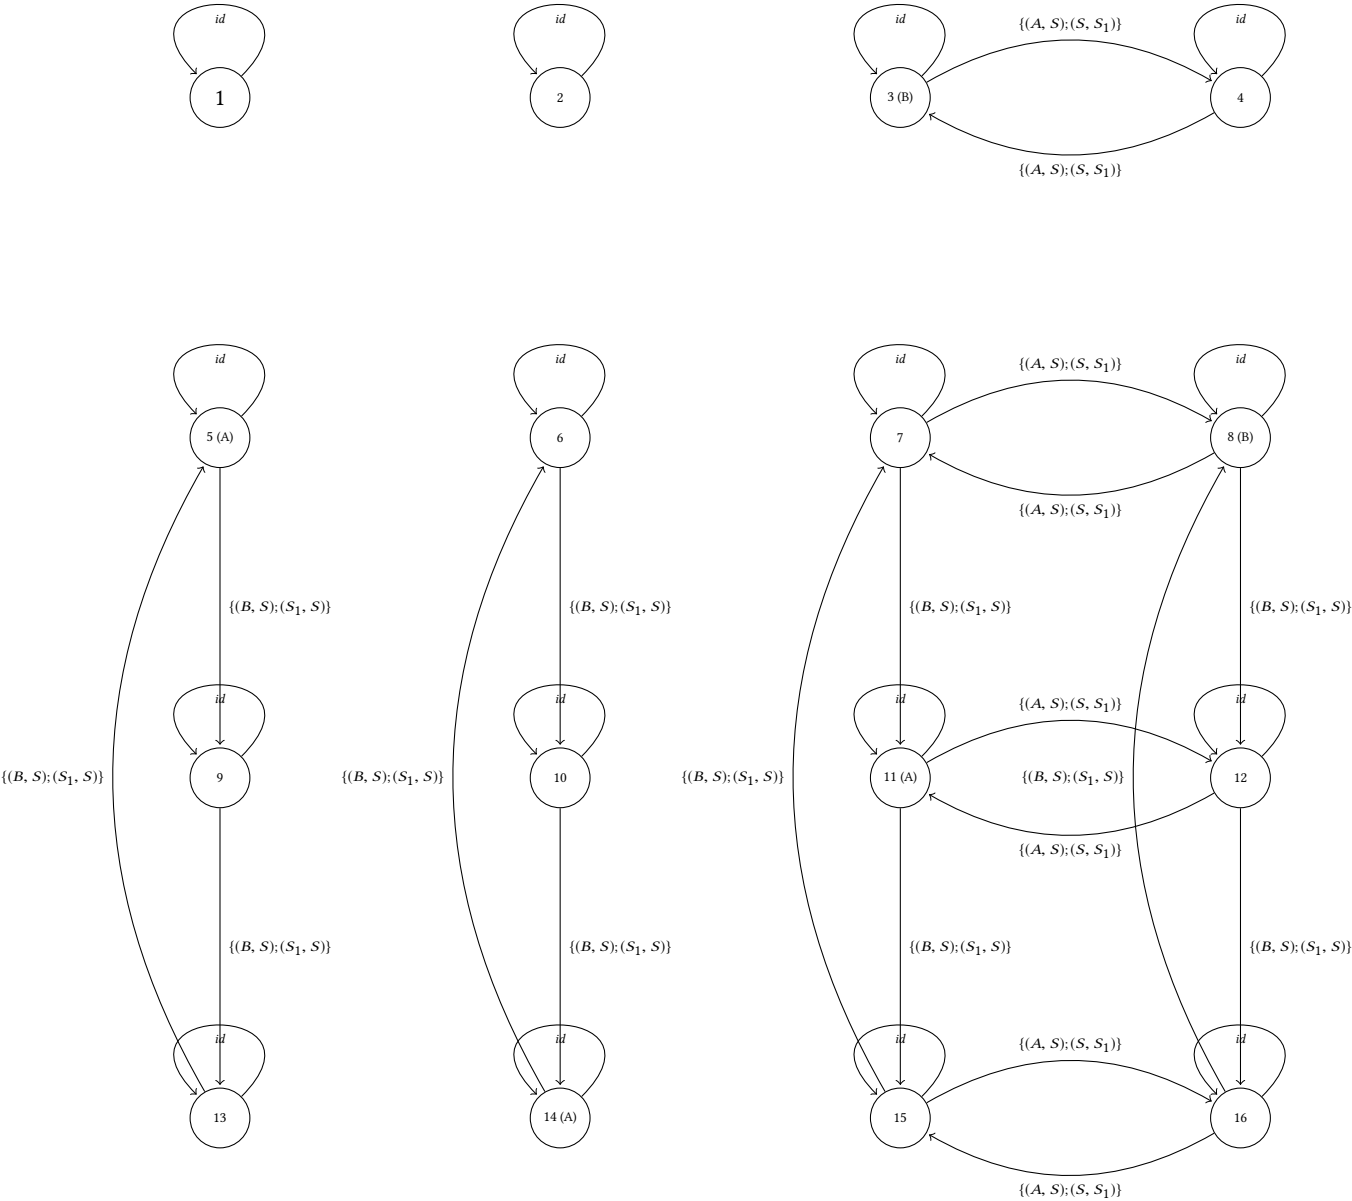 id id id {(A, S);(S, S1)} id
1 2 3 (B) 4
{(A, S);(S, S1)}
id id id {(A, S);(S, S1)} id
5 (A) 6 7 8 (B)
{(A, S);(S, S1)}
{(B, S);(S1, S)} {(B, S);(S1, S)} {(B, S);(S1, S)} {(B, S);(S1, S)}
id id id {(A, S);(S, S1)} id
{(B, S);(S1, S)} 9 {(B, S);(S1, S)} 10 {(B, S);(S1, S)} 11 (A) {(B, S);(S1, S)} 12
{(A, S);(S, S1)}
{(B, S);(S1, S)} {(B, S);(S1, S)} {(B, S);(S1, S)} {(B, S);(S1, S)}
id id id {(A, S);(S, S1)} id
13 14 (A) 15 16
{(A, S);(S, S1)}